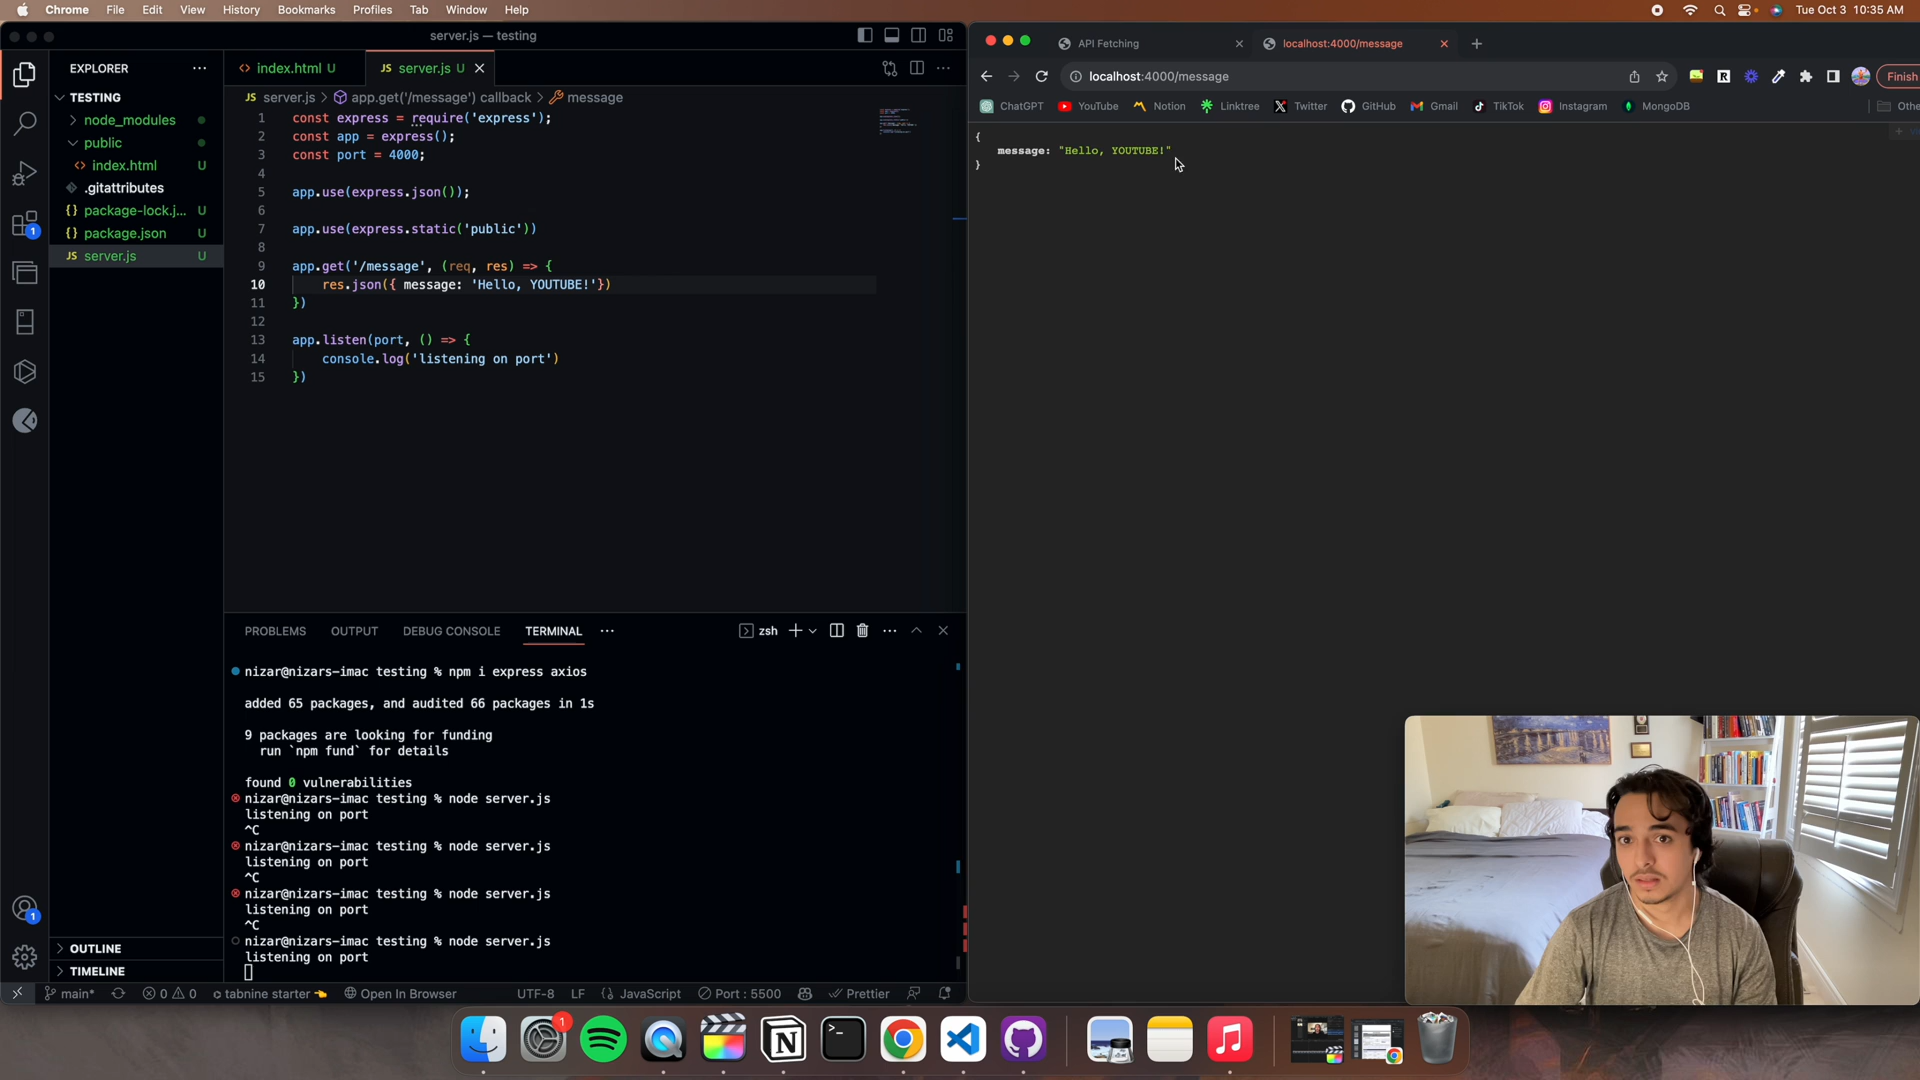 Chrome File Edit View History Bookmarks Profiles Tab Window Help
Tue Oct 3 10:35 AM
server.js — testing
EXPLORER
TESTING
node_modules
public
index.html U
.gitattributes
package-lock.j... U
package.json U
server.js U
OUTLINE
TIMELINE
1
1
index.html U
JS server.js U
JS server.js > app.get('/message') callback > message
1 const express = require('express');
2 const app = express();
3 const port = 4000;
4
5 app.use(express.json());
6
7 app.use(express.static('public'))
8
9 app.get('/message', (req, res) => {
10 res.json({ message: 'Hello, YOUTUBE!'})
11 })
12
13 app.listen(port, () => {
14 console.log('listening on port')
15 })
PROBLEMS OUTPUT DEBUG CONSOLE TERMINAL
zsh
nizar@nizars-imac testing % npm i express axios
added 65 packages, and audited 66 packages in 1s
9 packages are looking for funding
run `npm fund` for details
found 0 vulnerabilities
nizar@nizars-imac testing % node server.js
listening on port
^C
nizar@nizars-imac testing % node server.js
listening on port
^C
nizar@nizars-imac testing % node server.js
listening on port
^C
nizar@nizars-imac testing % node server.js
listening on port
main* 0 0 tabnine starter Open In Browser UTF-8 LF {} JavaScript Port : 5500 Prettier
API Fetching
localhost:4000/message
localhost:4000/message
Finish
ChatGPT YouTube Notion Linktree Twitter GitHub Gmail TikTok Instagram MongoDB
{
message: "Hello, YOUTUBE!"
}
1